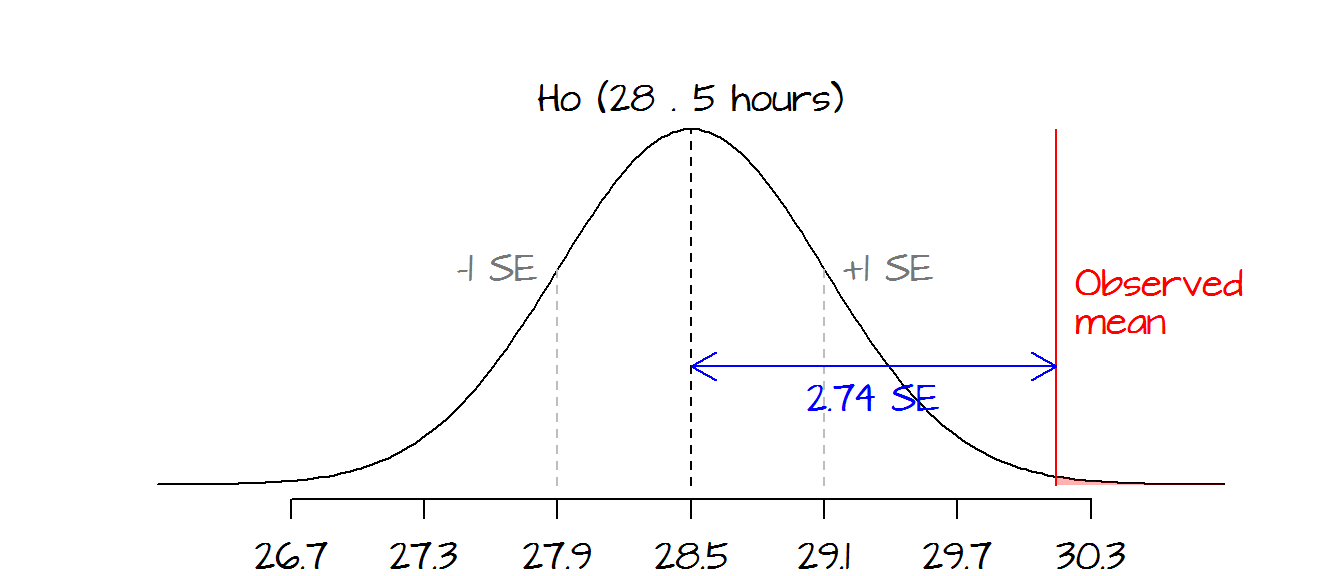 Ho (28 . 5 hours)
-1 SE
+1 SE
Observed
mean
2.74 SE
26.7 27.3 27.9 28.5 29.1 29.7 30.3